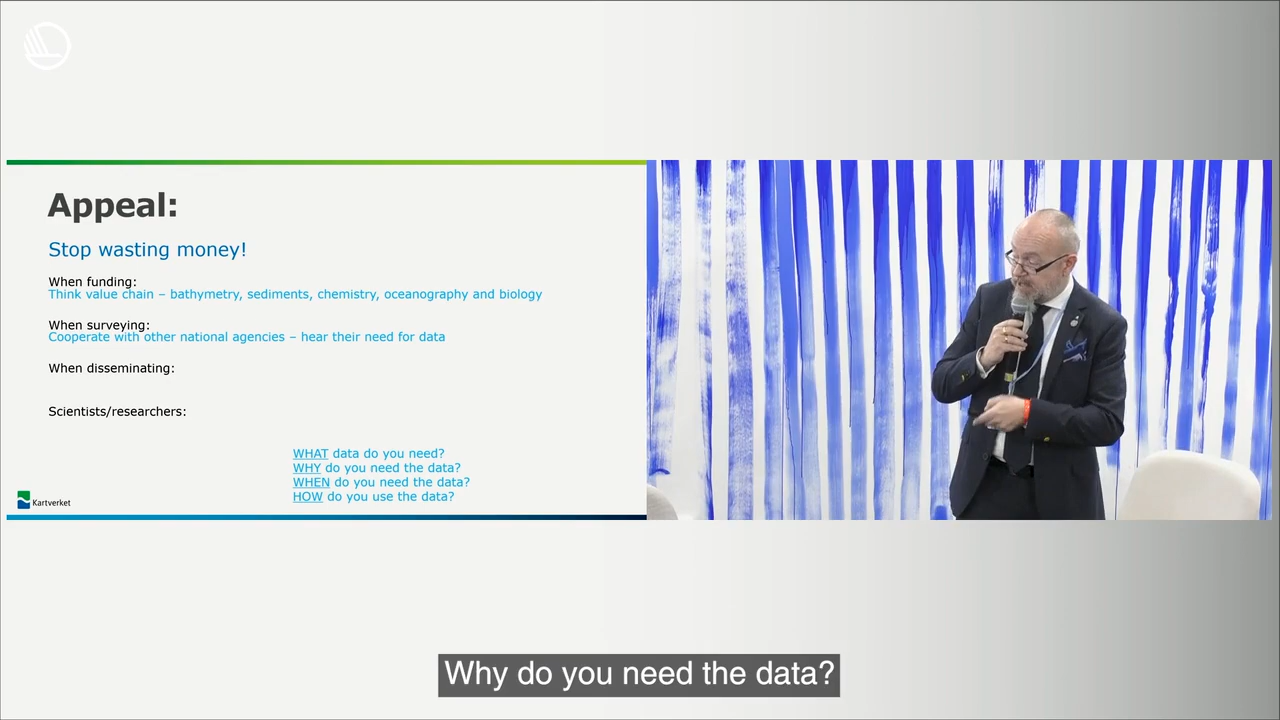 Appeal:
Stop wasting money!
When funding:
Think value chain – bathymetry, sediments, chemistry, oceanography and biology
When surveying:
Cooperate with other national agencies – hear their need for data
When disseminating:
Scientists/researchers:
WHAT data do you need?
WHY do you need the data?
WHEN do you need the data?
HOW do you use the data?
Kartverket
Why do you need the data?